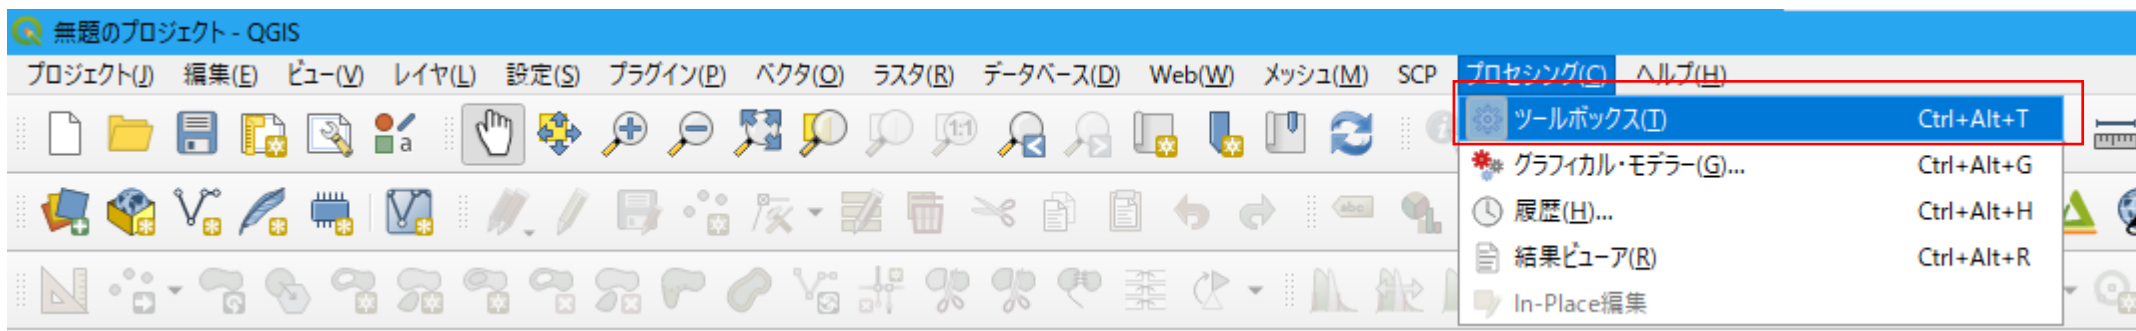 無題のプロジェクト - QGIS
プロジェクト(J) 編集(E) ビュー(V) レイヤ(L) 設定(S) プラグイン(P) ベクタ(O) ラスタ(R) データベース(D) Web(W) メッシュ(M) SCP プロセシング(C) ヘルプ(H)
ツールボックス(T) Ctrl+Alt+T
グラフィカル・モデラー(G)... Ctrl+Alt+G
履歴(H)... Ctrl+Alt+H
結果ビューア(R) Ctrl+Alt+R
In-Place編集
a
1:1
abc